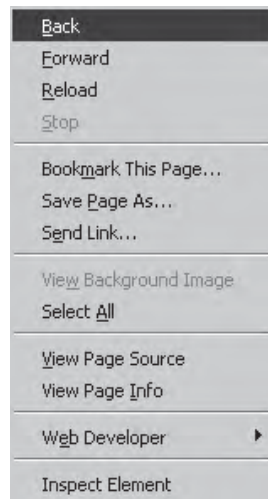 Back
Forward
Reload
Stop
Bookmark This Page...
Save Page As...
Send Link...
View Background Image
Select All
View Page Source
View Page Info
Web Developer
Inspect Element